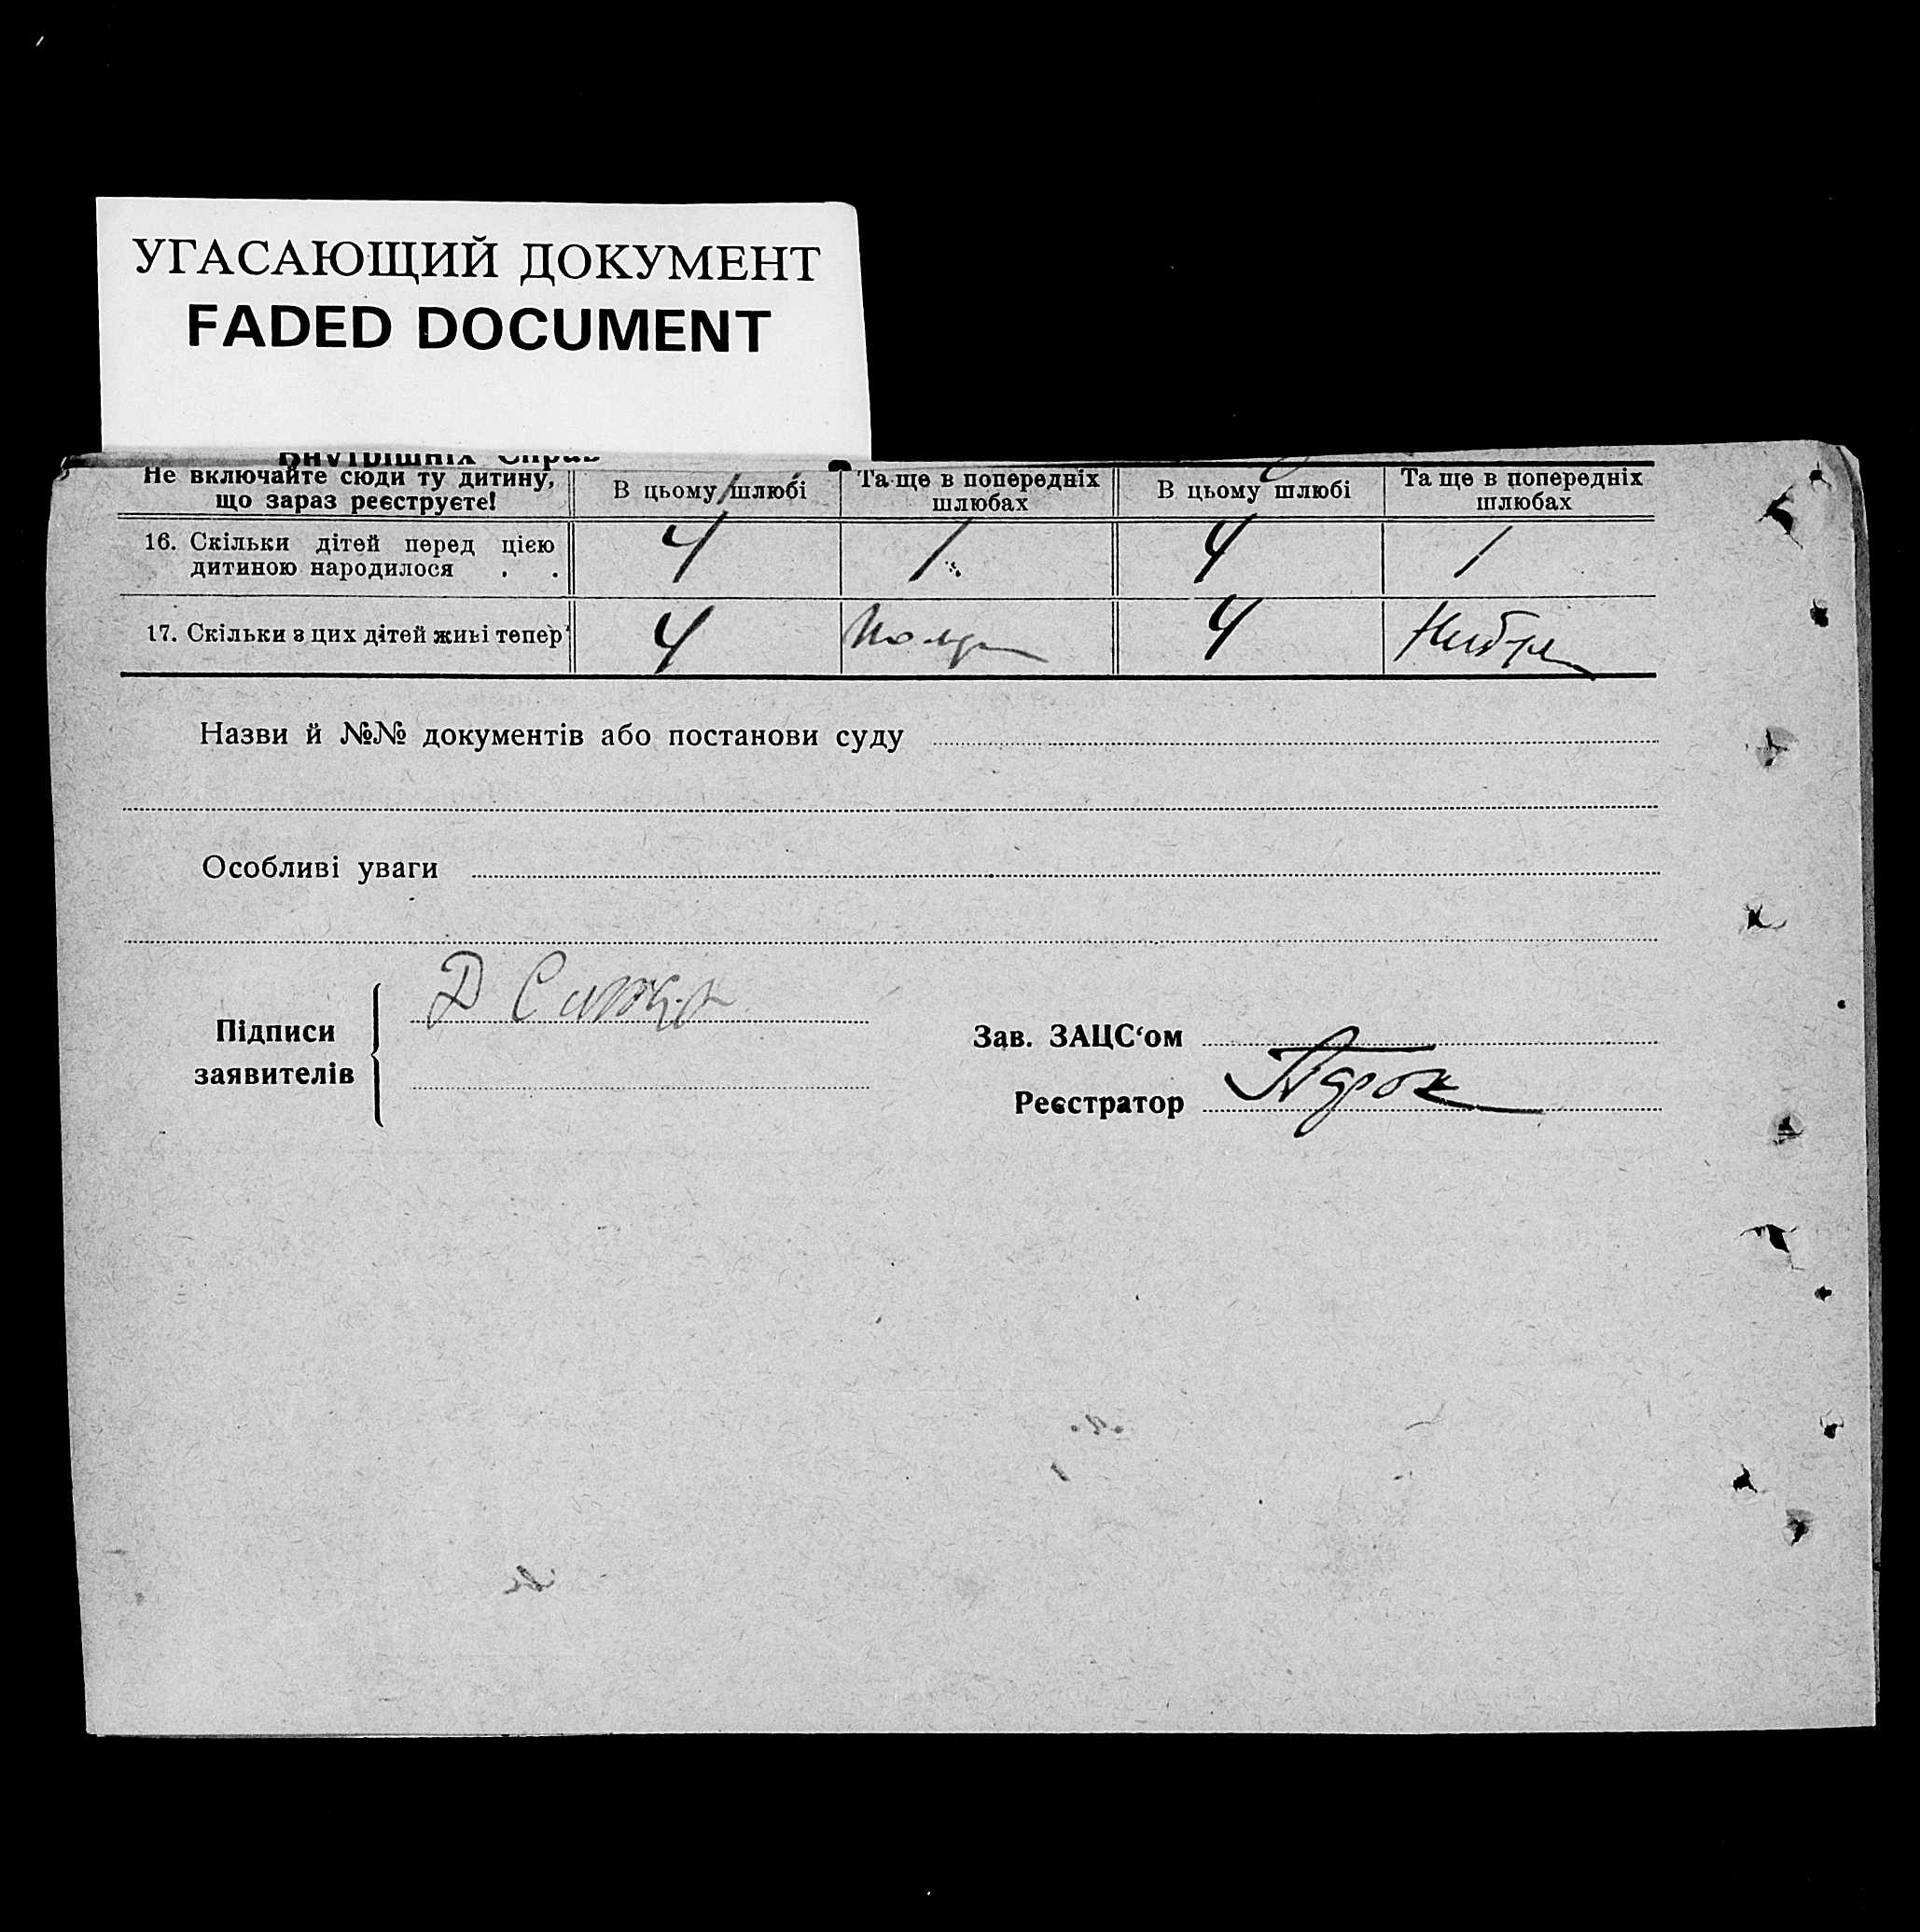 УГАСАЮЩИЙ ДОКУМЕНТ
FADED DOCUMENT
Внутрішніх Справ
Не включайте сюди ту дитину,
що зараз реєструєте!
В цьому шлюбі
Та ще в попередніх
шлюбах
В цьому шлюбі
Та ще в попередніх
шлюбах
16. Скільки дітей перед цією
дитиною народилося . .
4
1
4
1
17. Скільки з цих дітей живі тепер
4
4
Назви й №№ документів або постанови суду
Особливі уваги
Підписи
заявителів
Д
Зав. ЗАЦС‘ом
Реєстратор